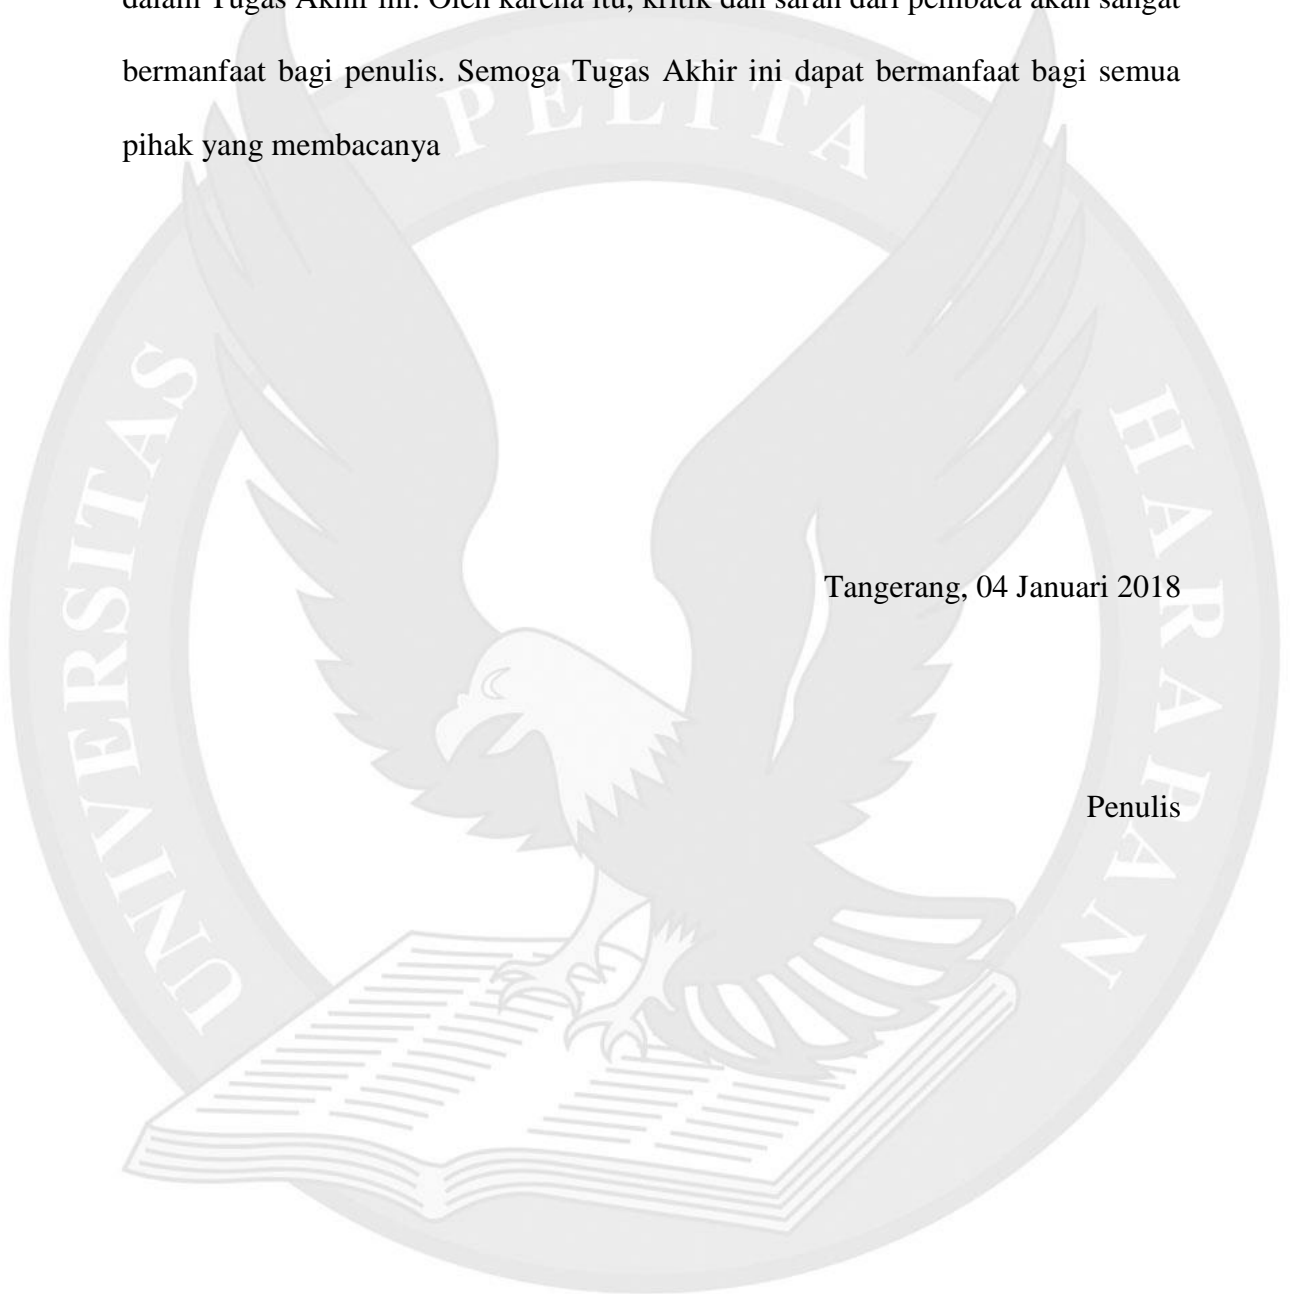 dalam Tugas Akhir ini. Oleh karena itu, kritik dan saran dari pembaca akan sangat
bermanfaat bagi penulis. Semoga Tugas Akhir ini dapat bermanfaat bagi semua
pihak yang membacanya
PELITA
UNIVERSITAS
HARAPAN
Tangerang, 04 Januari 2018
Penulis